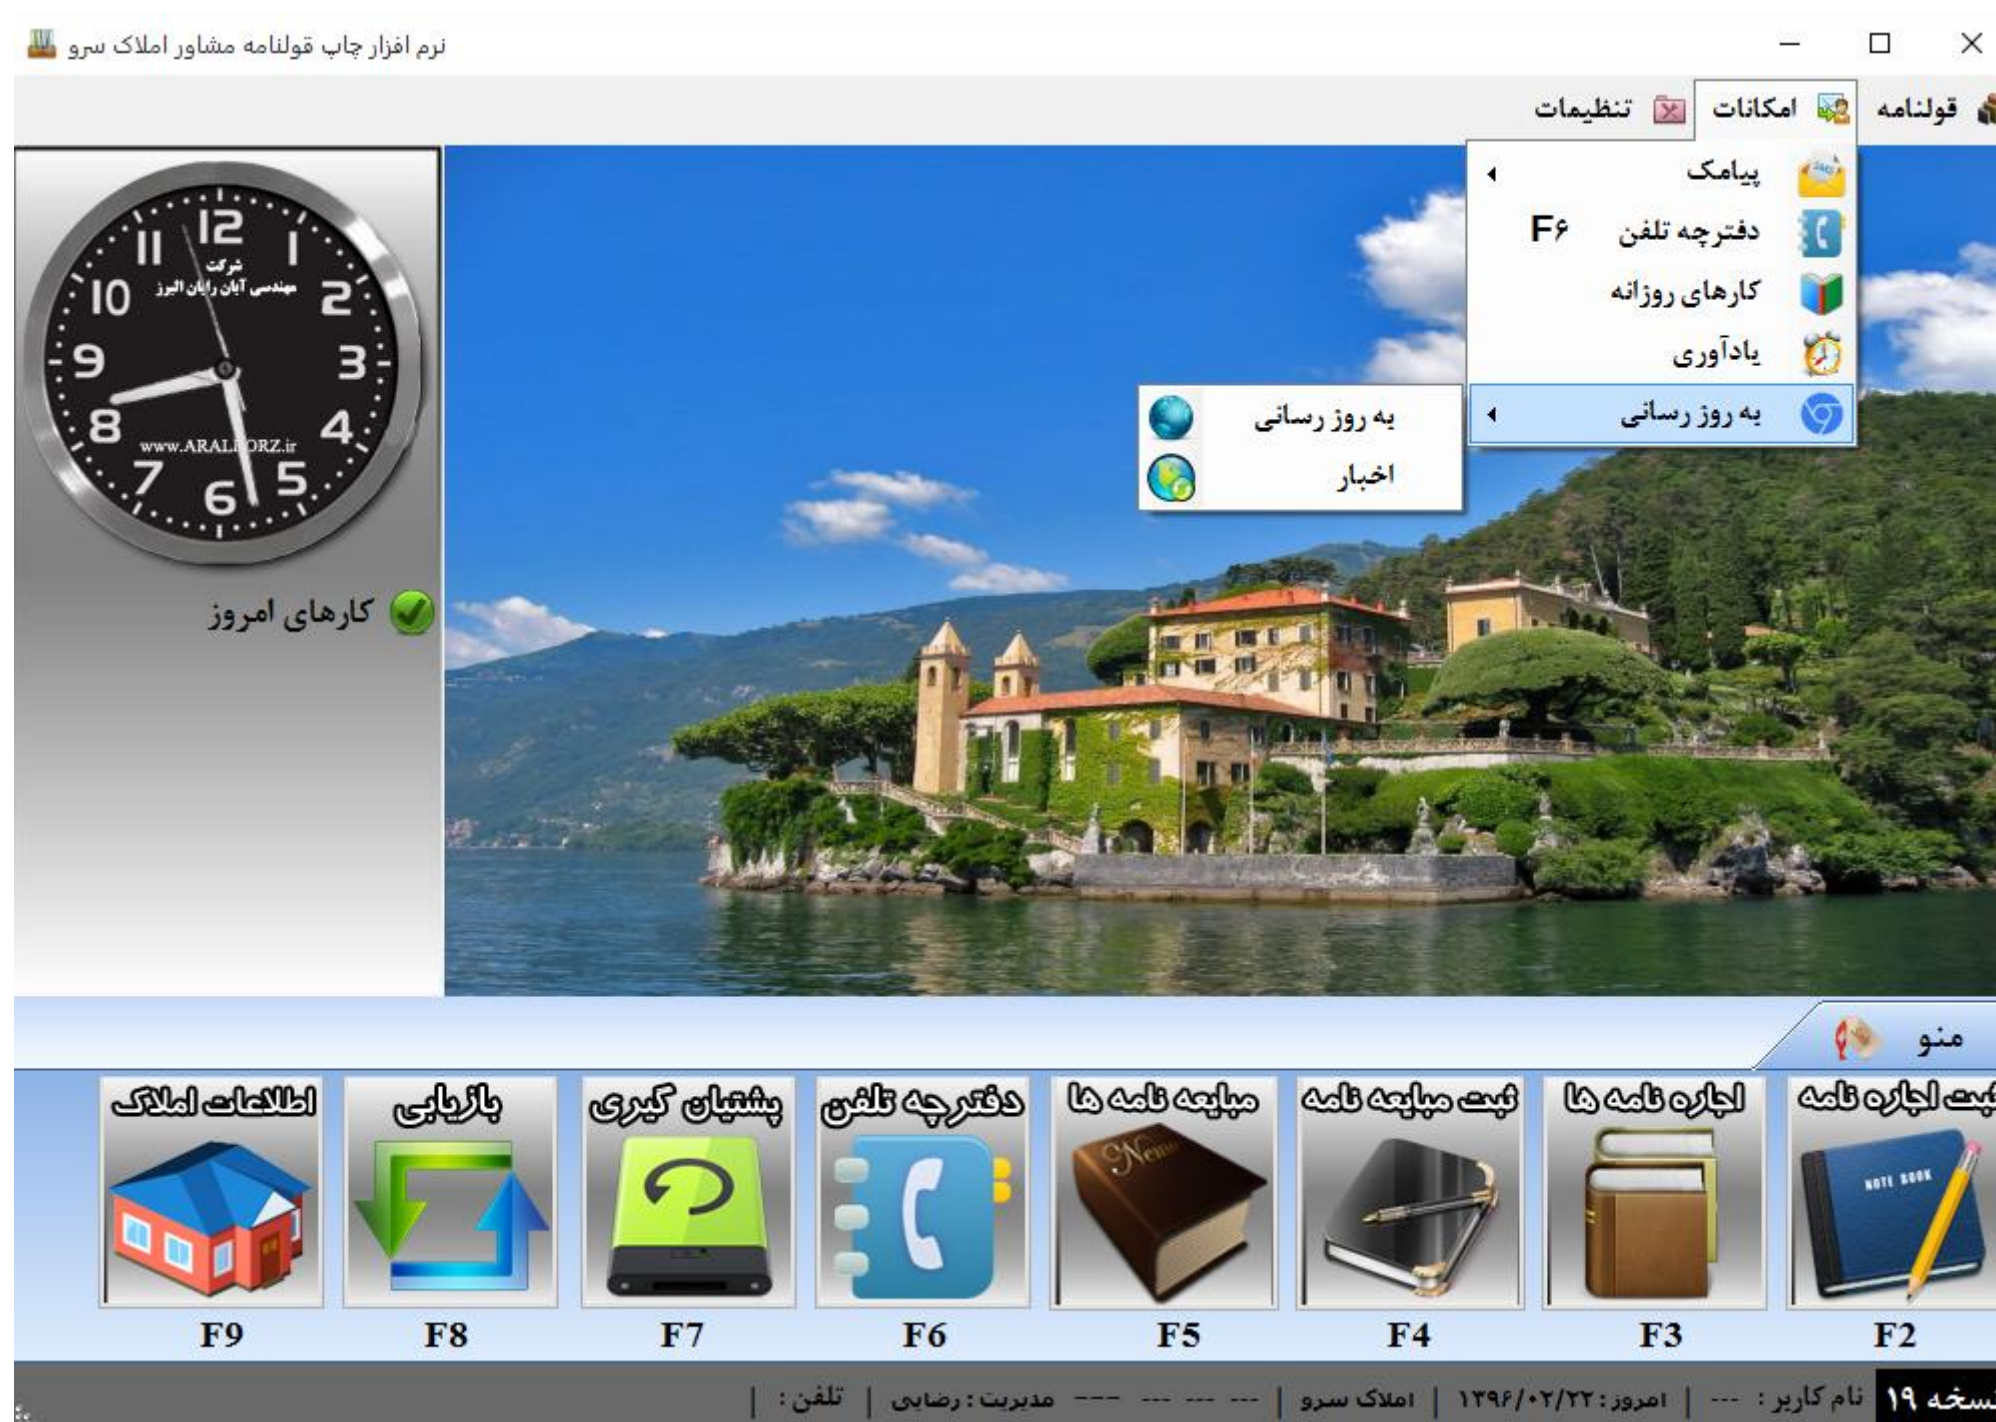 نرم افزار چاپ قولنامه مشاور املاک سرو
قولنامه
امکانات
تنظیمات
پیامک
دفترچه تلفن F۶
کارهای روزانه
یادآوری
به روز رسانی
به روز رسانی
اخبار
12
11
1
شرکت
مهندسی آبان رایان البرز
10
2
9
3
8
4
7
6
5
کارهای امروز
منو
ثبت اجاره نامه
اجاره نامه ها
ثبت مبایعه نامه
مبایعه نامه ها
دفترچه تلفن
پشتیان گیری
بازیابی
اطلاعات املاک
NOTE BOOK
F2
F3
F4
F5
F6
F7
F8
F9
نسخه ۱۹
نام کاربر : ---
امروز : ۱۳۹۶/۰۲/۲۲
املاک سرو
--- --- --- ---
مدیریت : رضایی
تلفن :